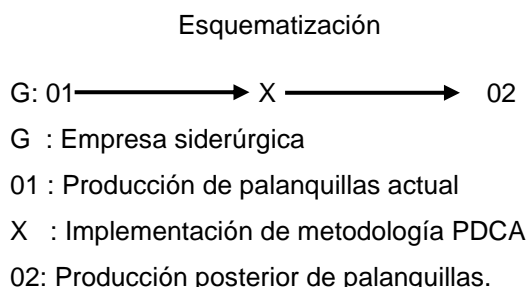 Esquematización
G: 01 X 02
G : Empresa siderúrgica
01 : Producción de palanquillas actual
X : Implementación de metodología PDCA
02: Producción posterior de palanquillas.